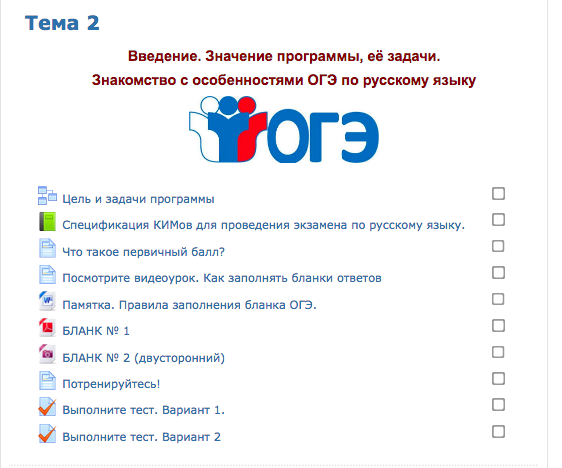 Тема 2
Введение. Значение программы, её задачи.
Знакомство с особенностями ОГЭ по русскому языку
ОГЭ
Цель и задачи программы
Спецификация КИМов для проведения экзамена по русскому языку.
Что такое первичный балл?
Посмотрите видеоурок. Как заполнять бланки ответов
Памятка. Правила заполнения бланка ОГЭ.
БЛАНК № 1
БЛАНК № 2 (двусторонний)
Потренируйтесь!
Выполните тест. Вариант 1.
Выполните тест. Вариант 2